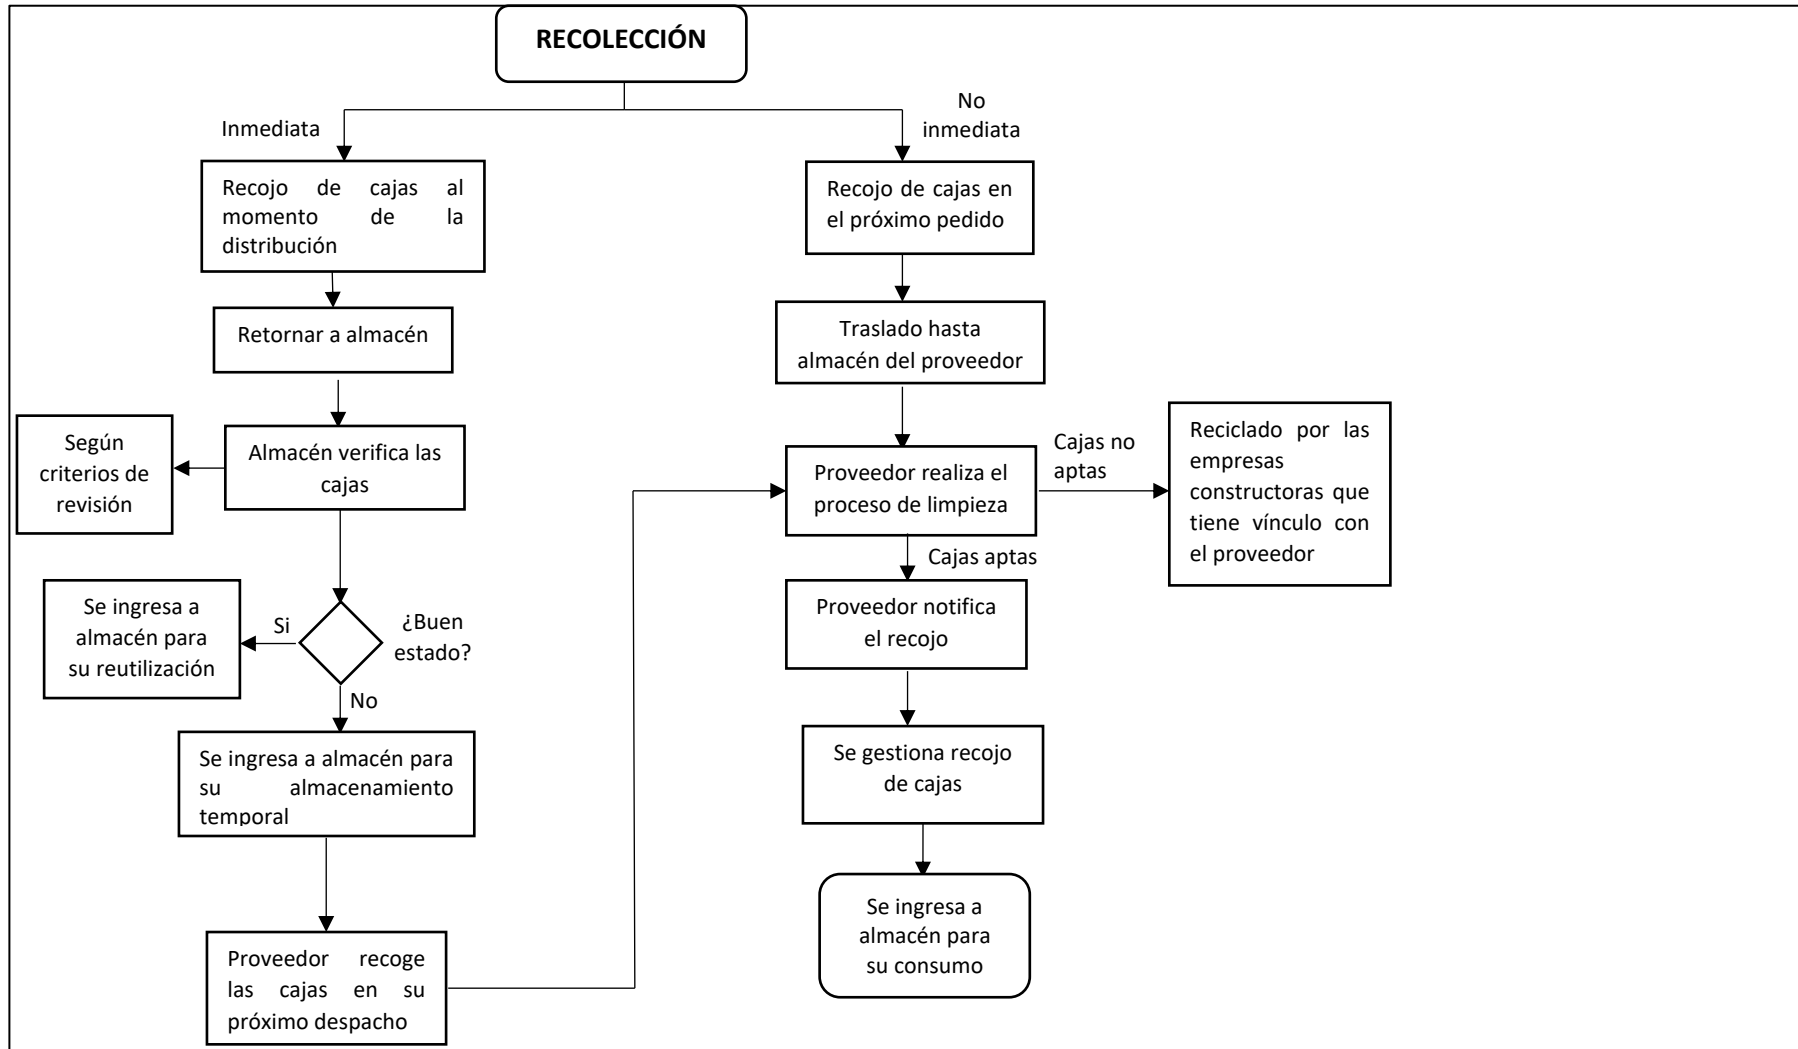 RECOLECCIÓN
Inmediata
No
inmediata
Recojo de cajas al
momento de la
distribución
Recojo de cajas en
el próximo pedido
Retornar a almacén
Traslado hasta
almacén del proveedor
Según
criterios de
revisión
Almacén verifica las
cajas
Proveedor realiza el
proceso de limpieza
Cajas no
aptas
Reciclado por las
empresas
constructoras que
tiene vínculo con
el proveedor
Cajas aptas
Se ingresa a
almacén para
su reutilización
Si
¿Buen
estado?
No
Proveedor notifica
el recojo
Se ingresa a almacén para
su almacenamiento
temporal
Se gestiona recojo
de cajas
Proveedor recoge
las cajas en su
próximo despacho
Se ingresa a
almacén para
su consumo